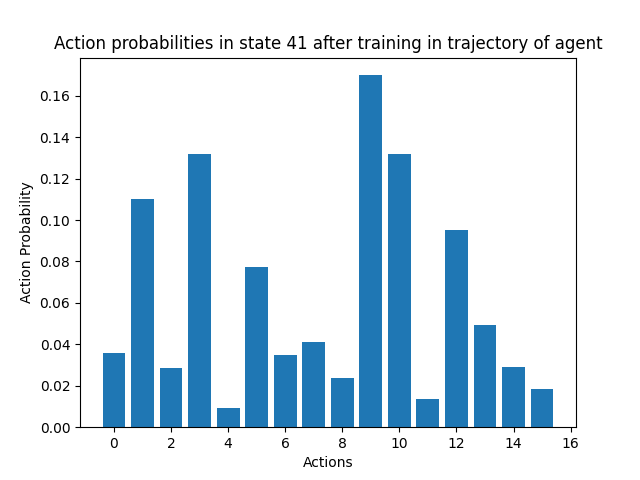 Action probabilities in state 41 after training in trajectory of agent
0.16
0.14
0.12
0.10
0.08
0.06
0.04
0.02
0.00
Action Probability
0 2 4 6 8 10 12 14 16
Actions